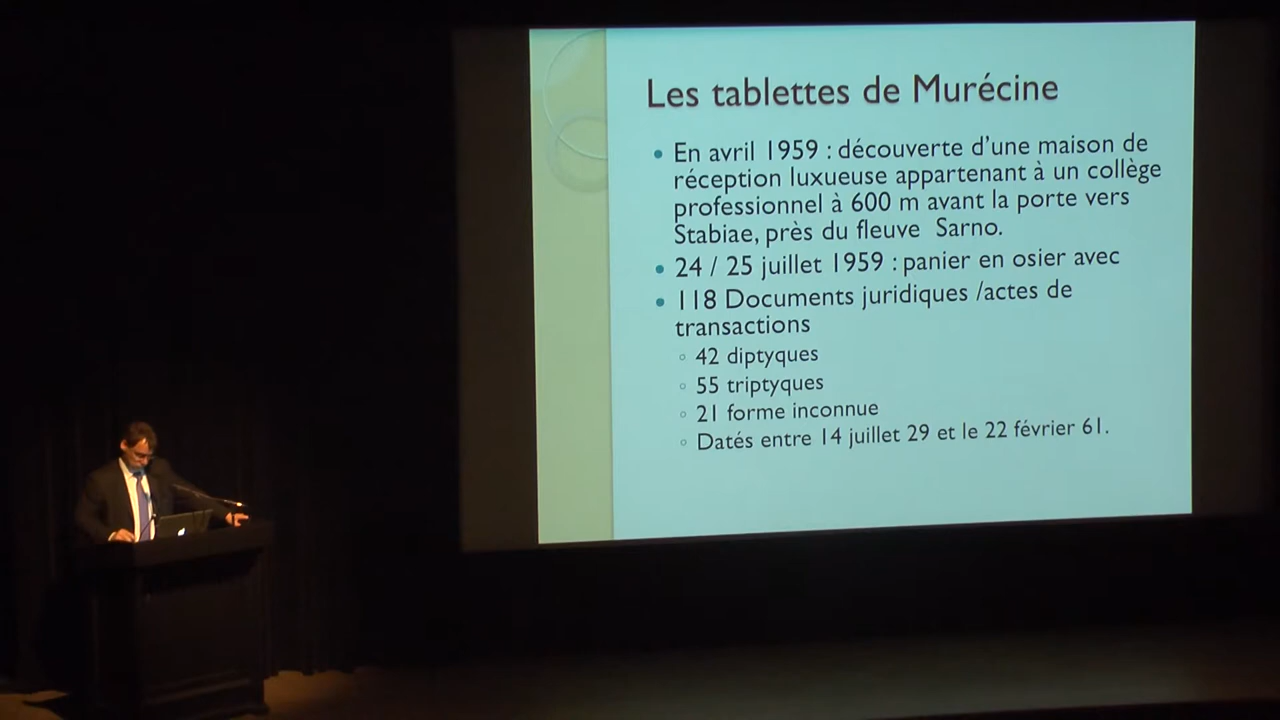 Les tablettes de Murécine
• En avril 1959 : découverte d'une maison de
réception luxueuse appartenant à un collège
professionnel à 600 m avant la porte vers
Stabiae, près du fleuve Sarno.
• 24 / 25 juillet 1959 : panier en osier avec
• 118 Documents juridiques /actes de
transactions
◦ 42 diptyques
◦ 55 triptyques
◦ 21 forme inconnue
◦ Datés entre 14 juillet 29 et le 22 février 61.